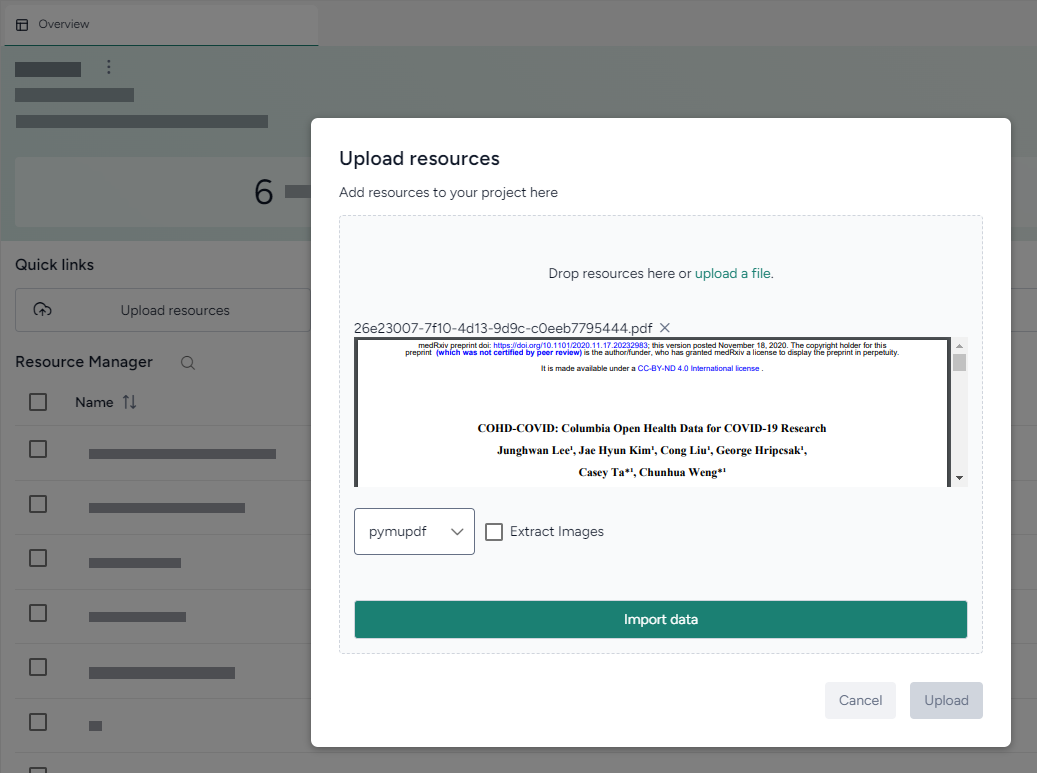 Overview
6
Quick links
Upload resources
Resource Manager
Name
Upload resources
Add resources to your project here
Drop resources here or upload a file.
26e23007-7f10-4d13-9d9c-c0eeb7795444.pdf
medRxiv preprint doi: https://doi.org/10.1101/2020.11.17.20232983; this version posted November 18, 2020. The copyright holder for this
preprint (which was not certified by peer review) is the author/funder, who has granted medRxiv a license to display the preprint in perpetuity.
It is made available under a CC-BY-ND 4.0 International license .
COHD-COVID: Columbia Open Health Data for COVID-19 Research
Junghwan Lee¹, Jae Hyun Kim¹, Cong Liu¹, George Hripcsak¹,
Casey Ta*¹, Chunhua Weng*¹
pymupdf
Extract Images
Import data
Cancel
Upload